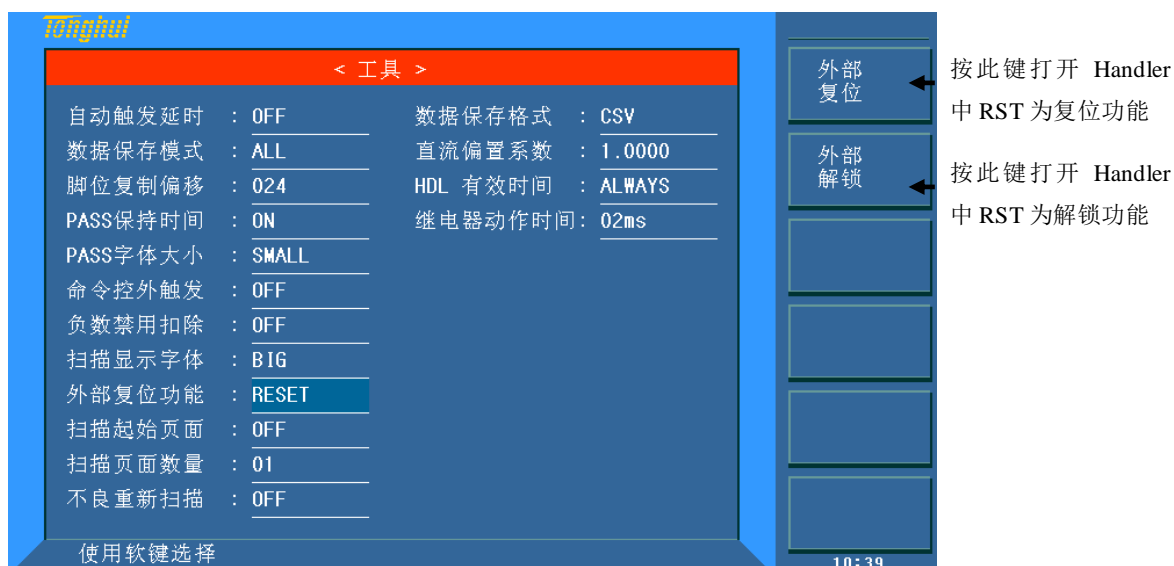 Tonghui
< 工具 >
自动触发延时 : OFF
数据保存格式 : CSV
数据保存模式 : ALL
直流偏置系数 : 1.0000
脚位复制偏移 : 024
HDL 有效时间 : ALWAYS
PASS保持时间 : ON
继电器动作时间: 02ms
PASS字体大小 : SMALL
命令控外触发 : OFF
负数禁用扣除 : OFF
扫描显示字体 : BIG
外部复位功能 : RESET
扫描起始页面 : OFF
扫描页面数量 : 01
不良重新扫描 : OFF
使用软键选择
外部
复位
外部
解锁
10:39
按此键打开 Handler
中 RST 为复位功能
按此键打开 Handler
中 RST 为解锁功能